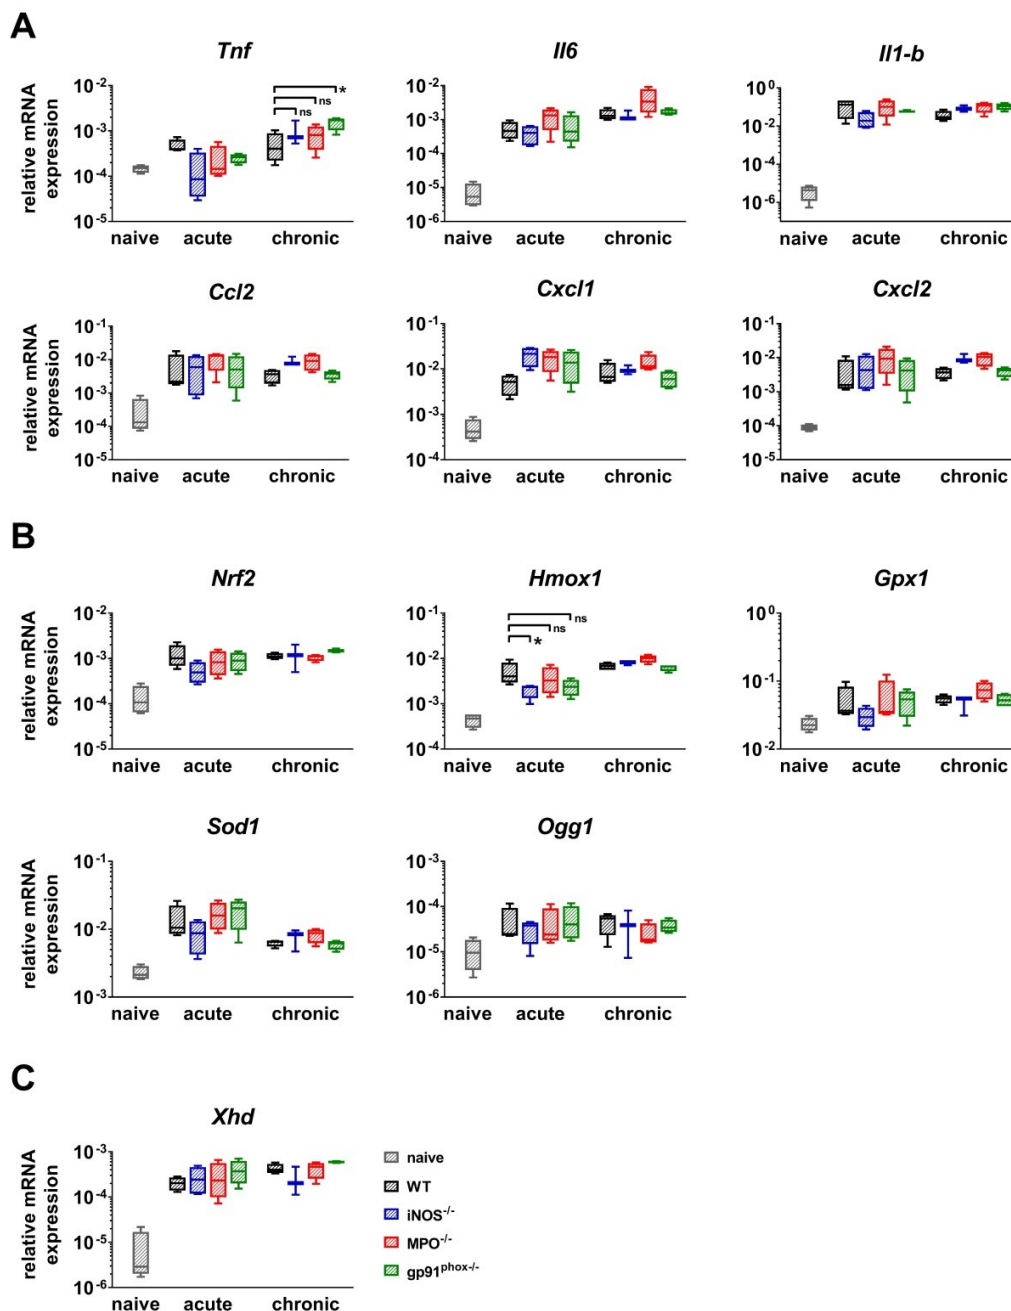 A
Tnf Il6 Il1-b
relative mRNA
expression
10⁻² 10⁻³ 10⁻⁴ 10⁻⁵
* ns ns
naive acute chronic
10⁻² 10⁻³ 10⁻⁴ 10⁻⁵ 10⁻⁶
naive acute chronic
10⁰ 10⁻² 10⁻⁴ 10⁻⁶
naive acute chronic
Ccl2 Cxcl1 Cxcl2
relative mRNA
expression
10⁻¹ 10⁻² 10⁻³ 10⁻⁴ 10⁻⁵
naive acute chronic
10⁻¹ 10⁻² 10⁻³ 10⁻⁴
naive acute chronic
10⁻¹ 10⁻² 10⁻³ 10⁻⁴ 10⁻⁵
naive acute chronic
B
Nrf2 Hmox1 Gpx1
relative mRNA
expression
10⁻² 10⁻³ 10⁻⁴ 10⁻⁵
naive acute chronic
10⁻¹ 10⁻² 10⁻³ 10⁻⁴
ns ns *
naive acute chronic
10⁰ 10⁻¹ 10⁻²
naive acute chronic
Sod1 Ogg1
relative mRNA
expression
10⁻¹ 10⁻² 10⁻³
naive acute chronic
10⁻³ 10⁻⁴ 10⁻⁵ 10⁻⁶
naive acute chronic
C
Xhd
relative mRNA
expression
10⁻³ 10⁻⁴ 10⁻⁵ 10⁻⁶
naive acute chronic
naive
WT
iNOS⁻/⁻
MPO⁻/⁻
gp91ᵖʰᵒˣ⁻/⁻